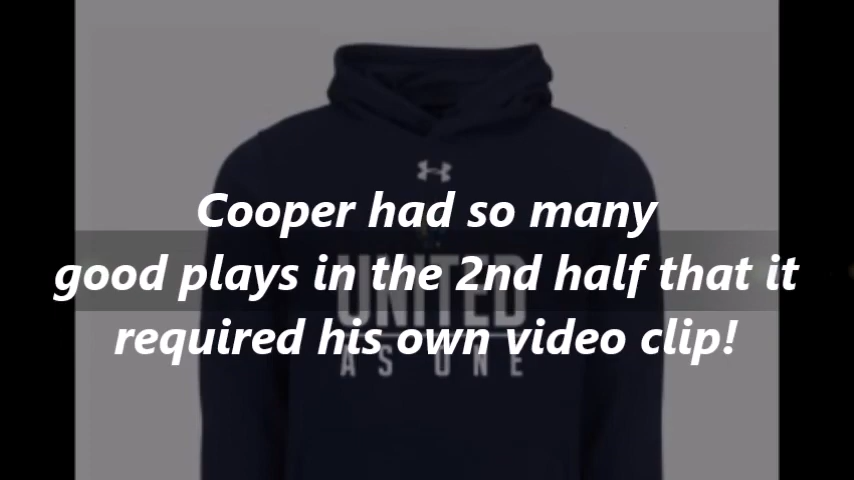 Cooper had so many
good plays in the 2nd half that it
required his own video clip!
UNITED
AS ONE